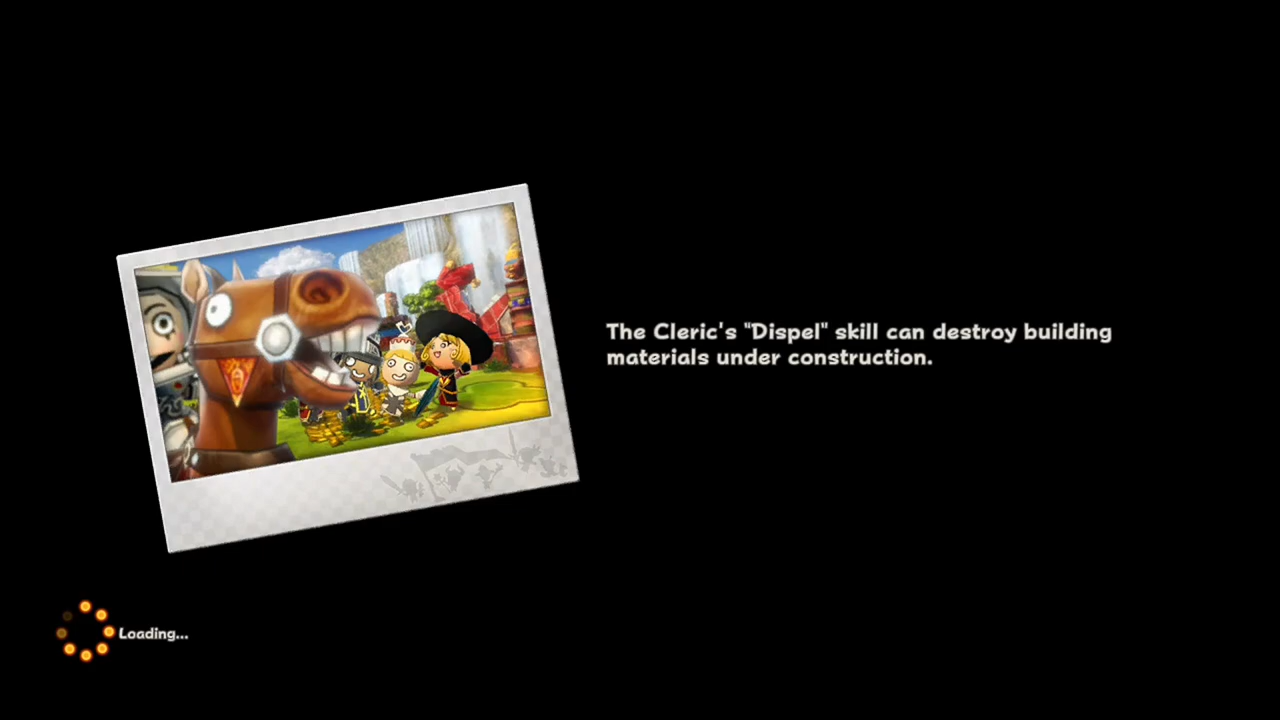 The Cleric's "Dispel" skill can destroy building
materials under construction.
Loading...